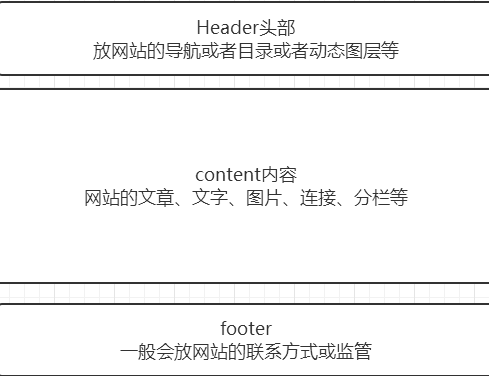 Header头部
放网站的导航或者目录或者动态图层等
content内容
网站的文章、文字、图片、连接、分栏等
footer
一般会放网站的联系方式或监管